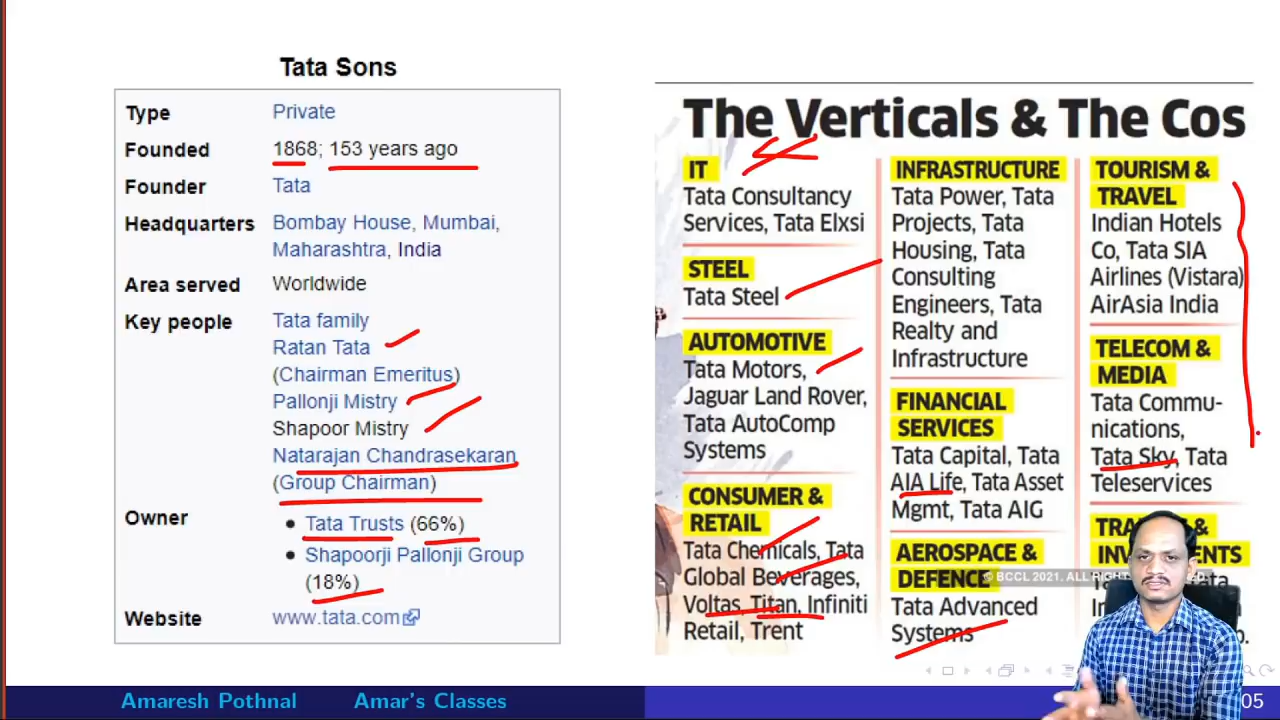 Tata Sons
Type Private
Founded 1868; 153 years ago
Founder Tata
Headquarters Bombay House, Mumbai,
Maharashtra, India
Area served Worldwide
Key people Tata family
Ratan Tata
(Chairman Emeritus)
Pallonji Mistry
Shapoor Mistry
Natarajan Chandrasekaran
(Group Chairman)
Owner • Tata Trusts (66%)
• Shapoorji Pallonji Group
(18%)
Website www.tata.com
The Verticals & The Cos
IT
Tata Consultancy
Services, Tata Elxsi
STEEL
Tata Steel
AUTOMOTIVE
Tata Motors,
Jaguar Land Rover,
Tata AutoComp
Systems
CONSUMER &
RETAIL
Tata Chemicals, Tata
Global Beverages,
Voltas, Titan, Infiniti
Retail, Trent
INFRASTRUCTURE
Tata Power, Tata
Projects, Tata
Housing, Tata
Consulting
Engineers, Tata
Realty and
Infrastructure
FINANCIAL
SERVICES
Tata Capital, Tata
AIA Life, Tata Asset
Mgmt, Tata AIG
AEROSPACE &
DEFENCE
Tata Advanced
Systems
TOURISM &
TRAVEL
Indian Hotels
Co, Tata SIA
Airlines (Vistara)
AirAsia India
TELECOM &
MEDIA
Tata Commu-
nications,
Tata Sky, Tata
Teleservices
&
© BCCL 2021. ALL
Amaresh Pothnal Amar's Classes
05